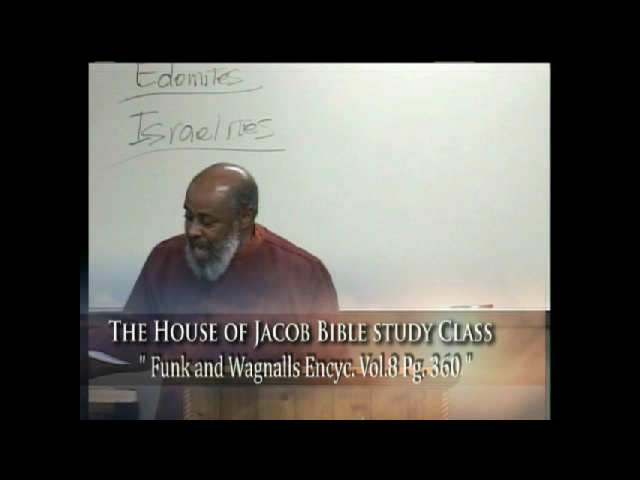 Edomites
Israelites
THE HOUSE OF JACOB BIBLE STUDY CLASS
" Funk and Wagnalls Encyc. Vol.8 Pg. 360 "